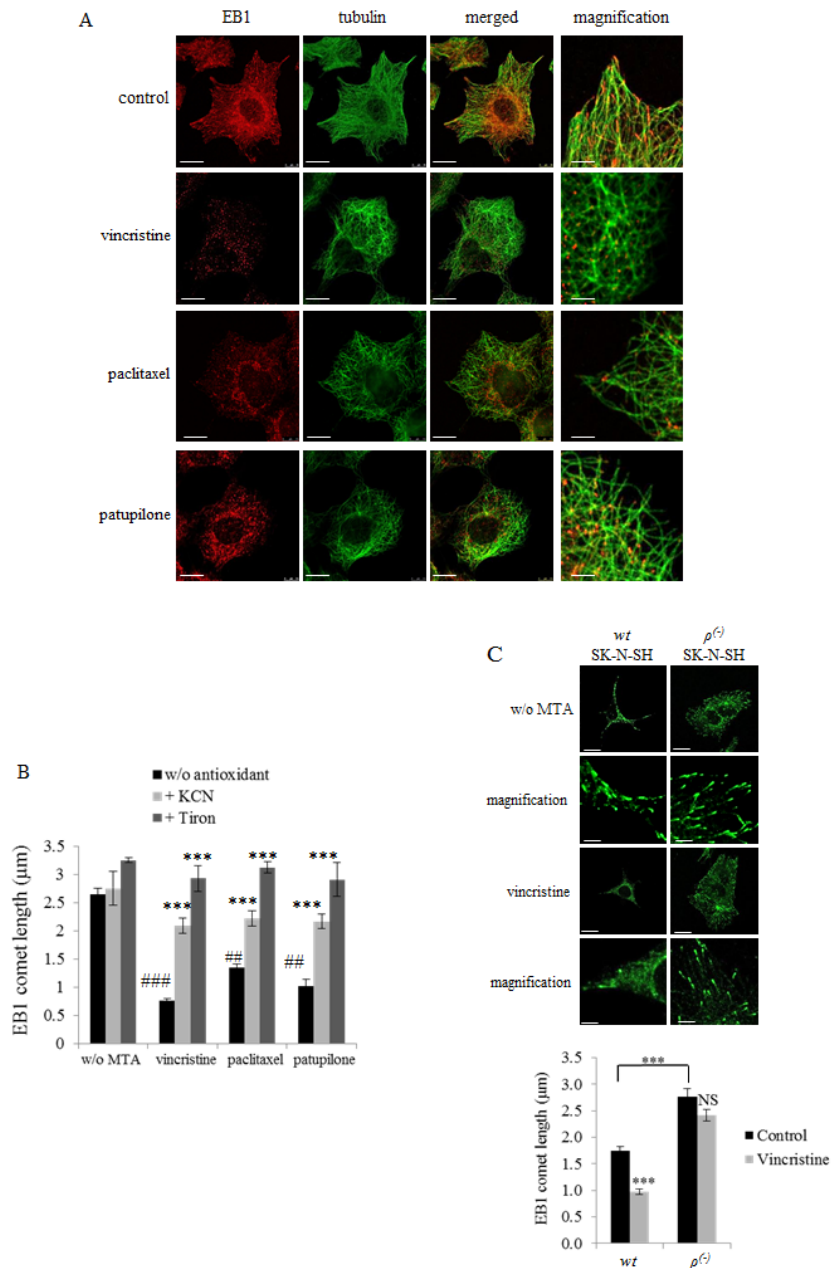 A
EB1 tubulin merged magnification
control
vincristine
paclitaxel
patupilone
C
wt ρ(-)
SK-N-SH SK-N-SH
w/o MTA
magnification
vincristine
magnification
B
w/o antioxidant
+ KCN
+ Tiron
EB1 comet length (µm)
3.5
3
2.5
2
1.5
1
0.5
0
***
***
***
***
***
***
###
##
##
w/o MTA vincristine paclitaxel patupilone
EB1 comet length (µm)
3.5
3.0
2.5
2.0
1.5
1.0
0.5
0.0
***
NS
***
Control
Vincristine
wt ρ(-)